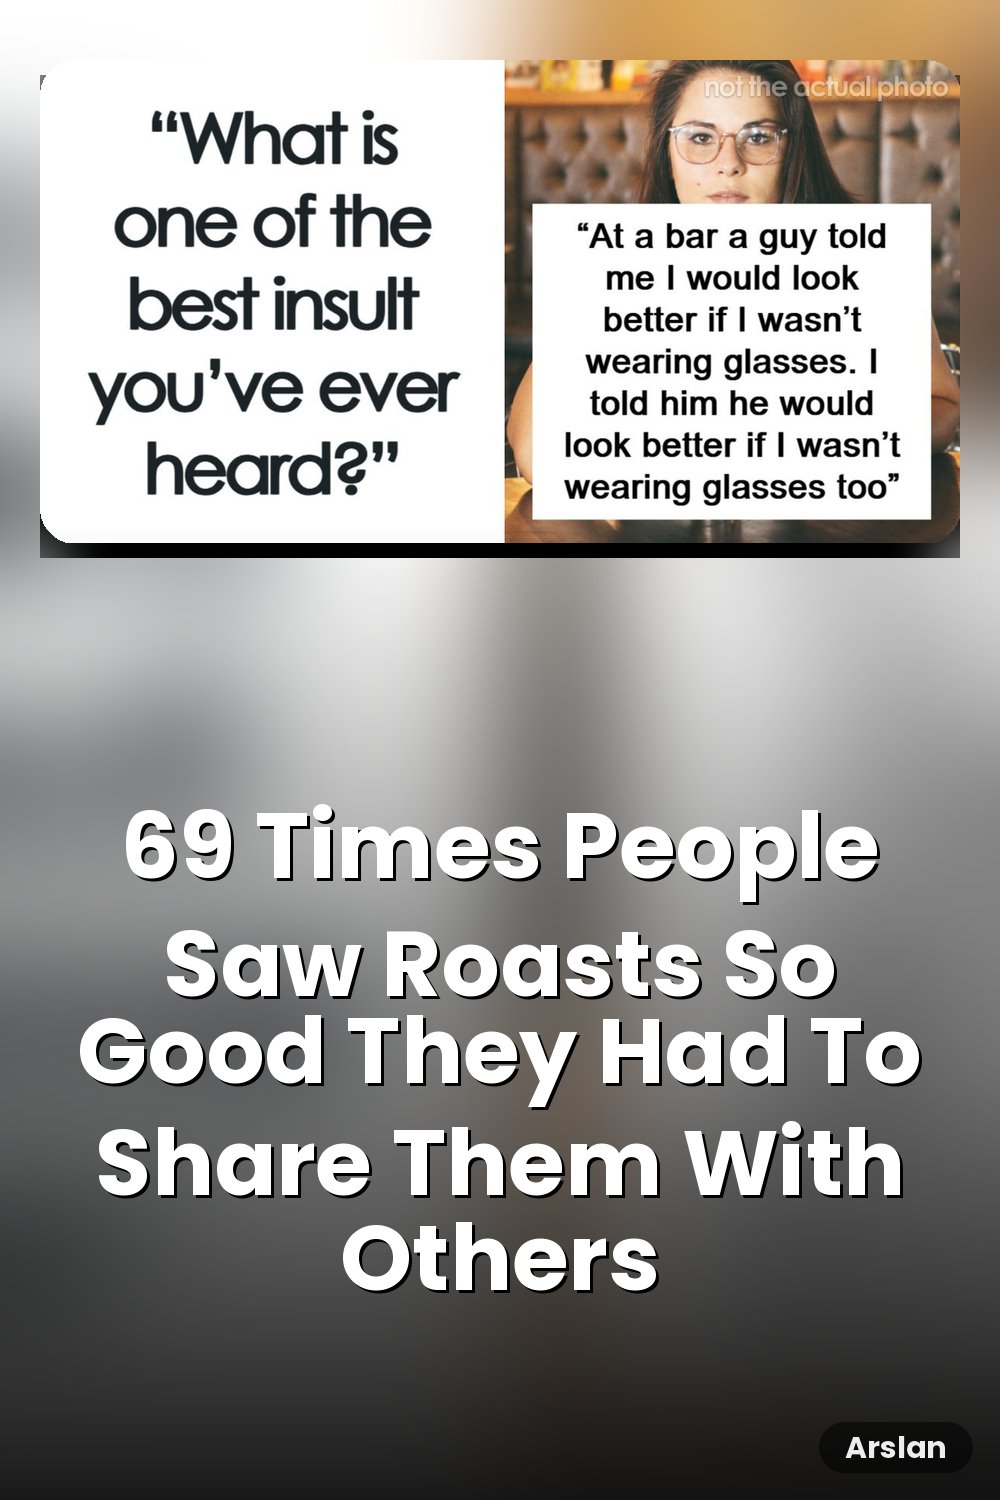 “What is
one of the
best insult
you’ve ever
heard?”
not the actual photo
“At a bar a guy told
me I would look
better if I wasn’t
wearing glasses. I
told him he would
look better if I wasn’t
wearing glasses too”
69 Times People
Saw Roasts So
Good They Had To
Share Them With
Others
Arslan